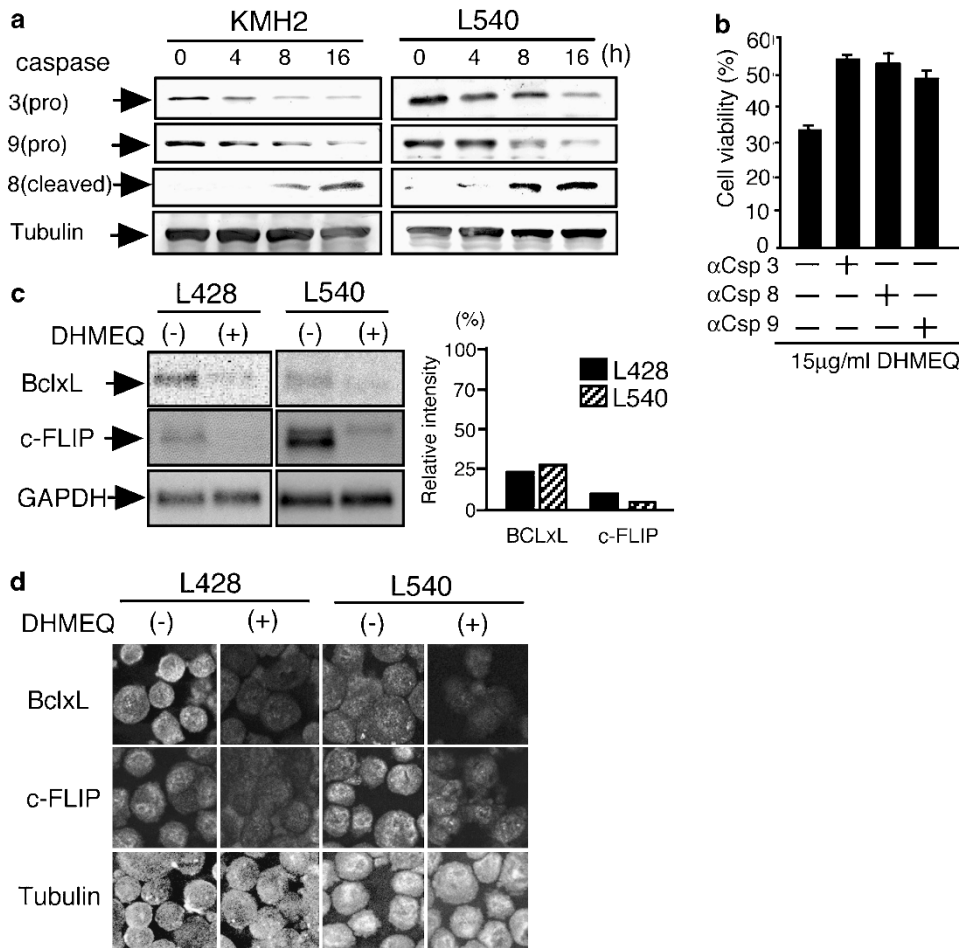 a
KMH2
L540
caspase
0 4 8 16
0 4 8 16 (h)
3(pro)
9(pro)
8(cleaved)
Tubulin
b
Cell viability (%)
60
50
40
30
20
10
0
αCsp 3 — + — —
αCsp 8 — — + —
αCsp 9 — — — +
15μg/ml DHMEQ
c
L428
L540
DHMEQ (-) (+) (-) (+)
BclxL
c-FLIP
GAPDH
(%)
Relative intensity
100
70
50
25
0
L428
L540
BCLxL
c-FLIP
d
L428
L540
DHMEQ (-) (+) (-) (+)
BclxL
c-FLIP
Tubulin